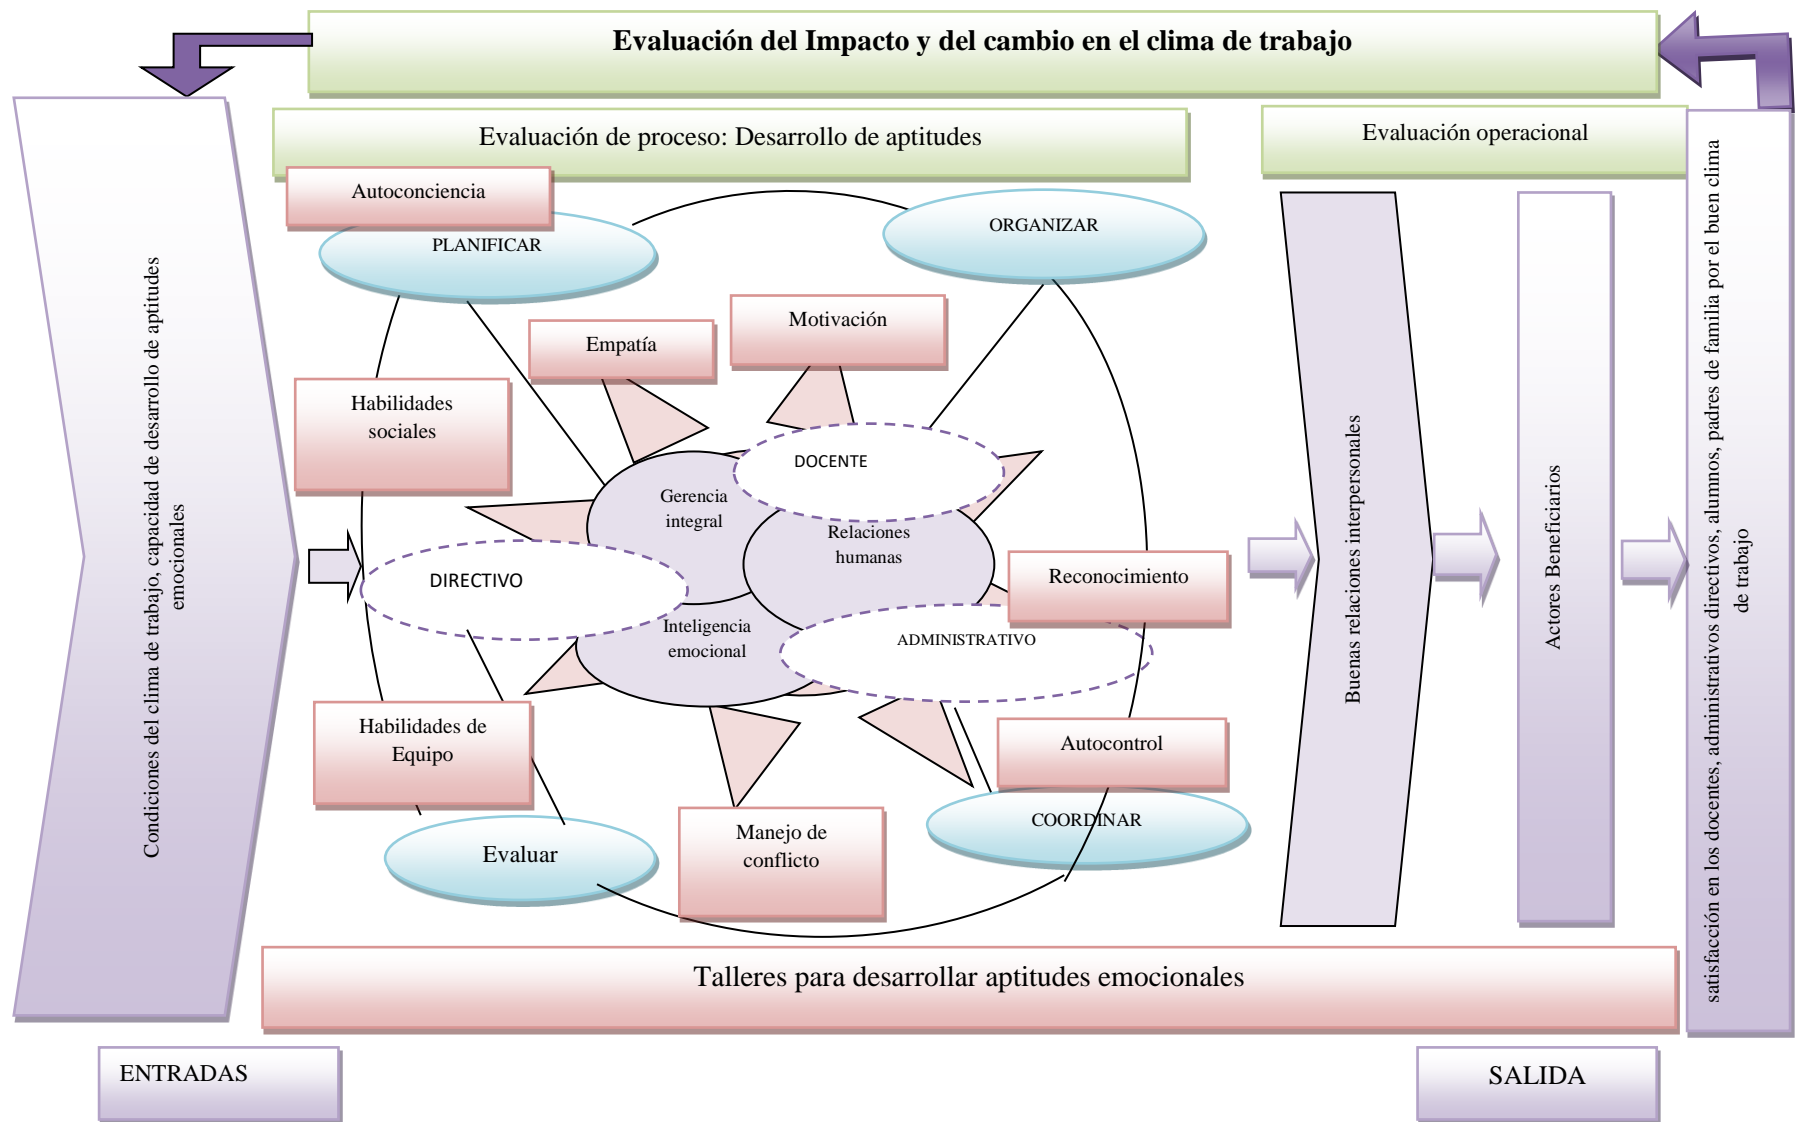 Evaluación del Impacto y del cambio en el clima de trabajo
Evaluación de proceso: Desarrollo de aptitudes
Evaluación operacional
Condiciones del clima de trabajo, capacidad de desarrollo de aptitudes
emocionales
Autoconciencia
PLANIFICAR
ORGANIZAR
Empatía
Motivación
Habilidades
sociales
DOCENTE
Gerencia
integral
Relaciones
humanas
DIRECTIVO
Reconocimiento
Inteligencia
emocional
ADMINISTRATIVO
Habilidades de
Equipo
Autocontrol
Evaluar
Manejo de
conflicto
COORDINAR
Buenas relaciones interpersonales
Actores Beneficiarios
satisfacción en los docentes, administrativos directivos, alumnos, padres de familia por el buen clima
de trabajo
Talleres para desarrollar aptitudes emocionales
ENTRADAS
SALIDA